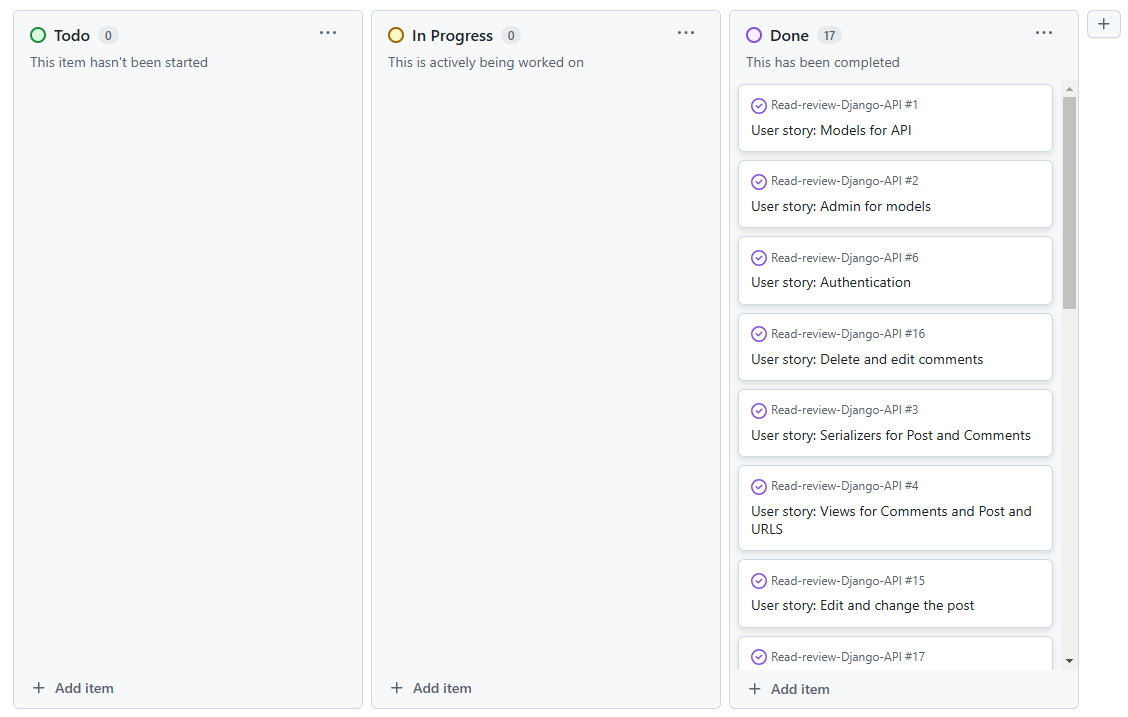 Todo 0
This item hasn't been started
Add item
In Progress 0
This is actively being worked on
Add item
Done 17
This has been completed
Read-review-Django-API #1
User story: Models for API
Read-review-Django-API #2
User story: Admin for models
Read-review-Django-API #6
User story: Authentication
Read-review-Django-API #16
User story: Delete and edit comments
Read-review-Django-API #3
User story: Serializers for Post and Comments
Read-review-Django-API #4
User story: Views for Comments and Post and
URLS
Read-review-Django-API #15
User story: Edit and change the post
Read-review-Django-API #17
Add item